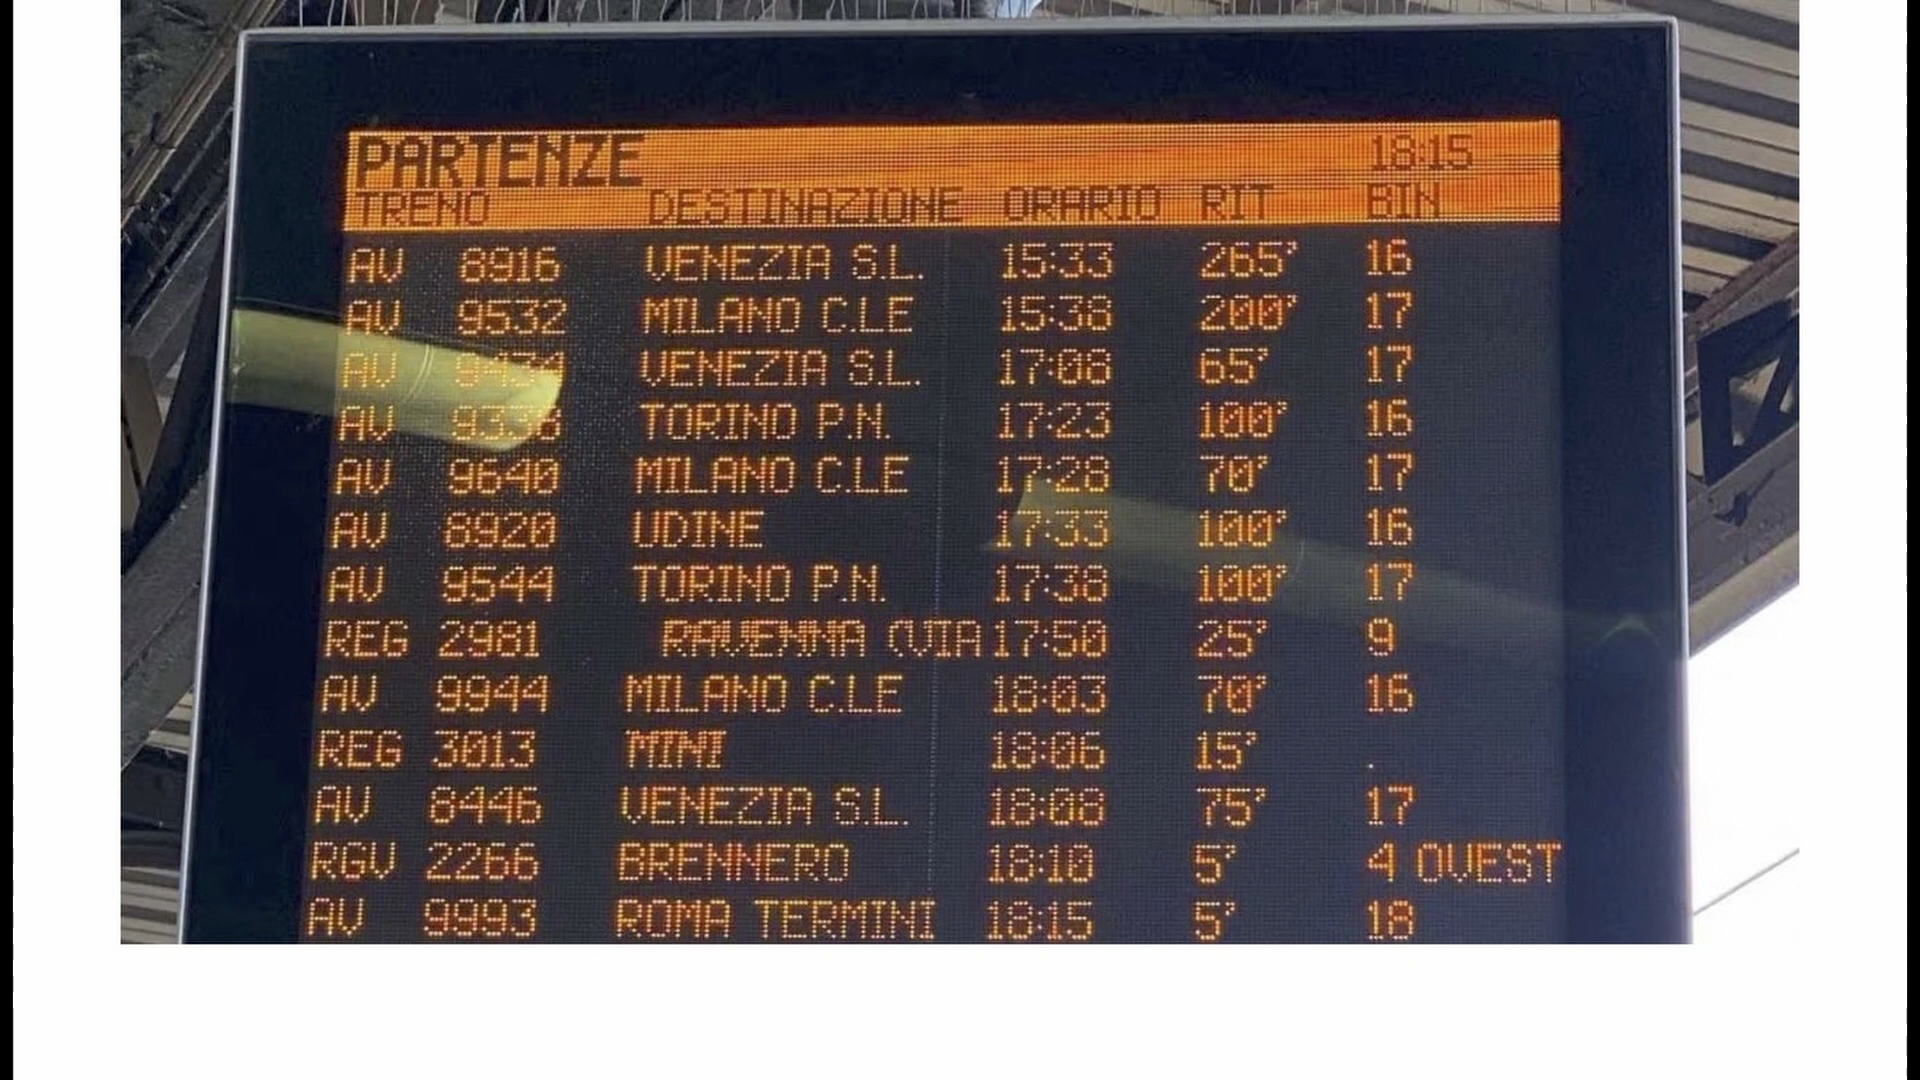 PARTENZE 18:15
TRENO DESTINAZIONE ORARIO RIT BIN
AV 8916 VENEZIA S.L. 15:33 265' 16
AV 9532 MILANO C.LE 15:38 200' 17
AV VENEZIA S.L. 17:08 65' 17
AV TORINO P.N. 17:23 100' 16
AV 9640 MILANO C.LE 17:28 70' 17
AV 8920 UDINE 17:33 100' 16
AV 9544 TORINO P.N. 17:38 100' 17
REG 2981 RAVENNA (VIA 17:50 25' 9
AV 9944 MILANO C.LE 18:03 70' 16
REG 3013 18:06 15' .
AV 8446 VENEZIA S.L. 18:08 75' 17
RGV 2266 BRENNERO 18:10 5' 4 OVEST
AV 9993 ROMA TERMINI 18:15 5' 18